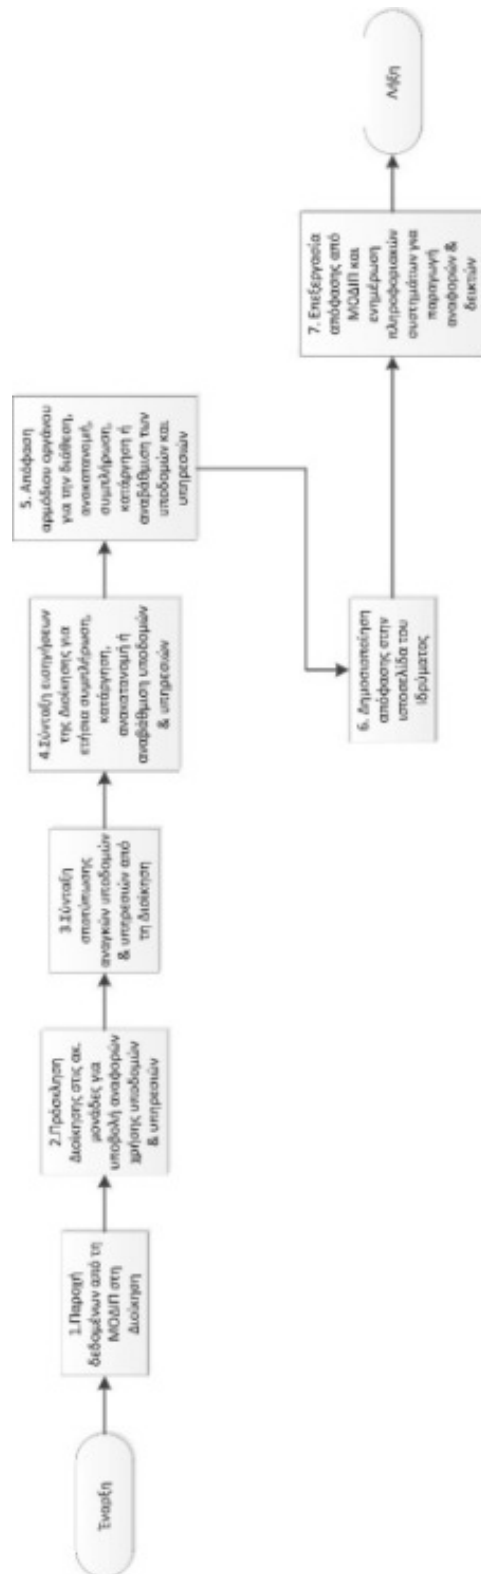 Έναρξη
1.Παροχή
δεδομένων από τη
ΜΟΔΙΠ στη
Διοίκηση
2.Πρόσκληση
Διοίκησης στις ακ.
μονάδες για
υποβολή αναφορών
χρήσης υποδομών
& υπηρεσιών
3.Σύνταξη
αποτύπωσης
αναγκών υποδομών
& υπηρεσιών από
τη διοίκηση
4.Σύνταξη εισηγήσεων
της Διοίκησης για
ετήσια συμπλήρωση,
κατάργηση,
ανακατανομή ή
αναβάθμιση υποδομών
& υπηρεσιών
5. Απόφαση
αρμόδιου οργάνου
για την διάθεση,
ανακατανομή,
συμπλήρωση,
κατάργηση ή
αναβάθμιση των
υποδομών και
υπηρεσιών
6. Δημοσιοποίηση
απόφασης στην
ιστοσελίδα του
ιδρύματος
7. Επεξεργασία
απόφασης από
ΜΟΔΙΠ και
ενημέρωση
πληροφοριακών
συστημάτων για
παραγωγή
αναφορών &
δεικτών
Λήξη